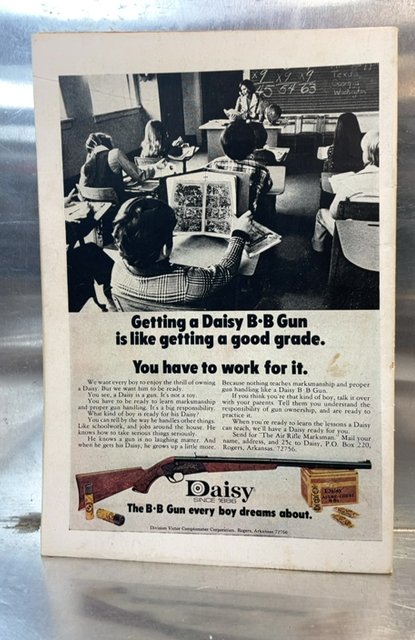 x9 x9 x9
45 54 63
Getting a Daisy B·B Gun
is like getting a good grade.
You have to work for it.
We want every boy to enjoy the thrill of owning
a Daisy. But we want him to be ready.
You see, a Daisy is a gun. It's not a toy.
You have to be ready to learn marksmanship
and proper gun handling. It's a big responsibility.
What kind of boy is ready for his Daisy?
You can tell by the way he handles other things.
Like schoolwork, and jobs around the house. He
knows how to take some things seriously.
He knows a gun is no laughing matter. And
when he gets his Daisy, he grows up a little more.
Because nothing teaches marksmanship and proper
gun handling like a Daisy B·B Gun.
If you think you're that kind of boy, talk it over
with your parents. Tell them you understand the
responsibility of gun ownership, and are ready to
practice it.
When you're ready to learn the lessons a Daisy
can teach, we'll have a Daisy ready for you.
Send for "The Air Rifle Marksman." Mail your
name, address, and 25c to Daisy, P.O. Box 220,
Rogers, Arkansas 72756.
Daisy
SINCE 1886
The B·B Gun every boy dreams about.
Division Victor Comptometer Corporation, Rogers, Arkansas 72756